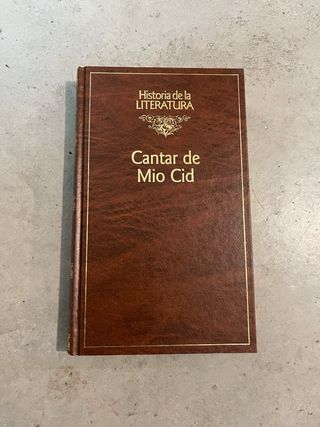 Historia de la
LITERATURA
Cantar de
Mio Cid